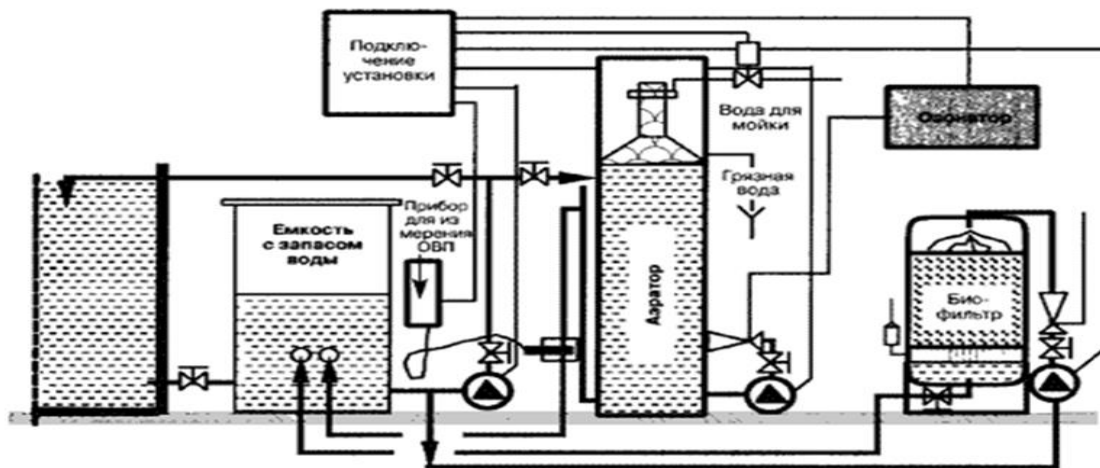 Подклю-
чение
установки
Вода для
мойки
Озонатор
Грязная
вода
Прибор
для из
мерения
ОВП
Емкость
с запасом
воды
Аэратор
Био-
фильтр